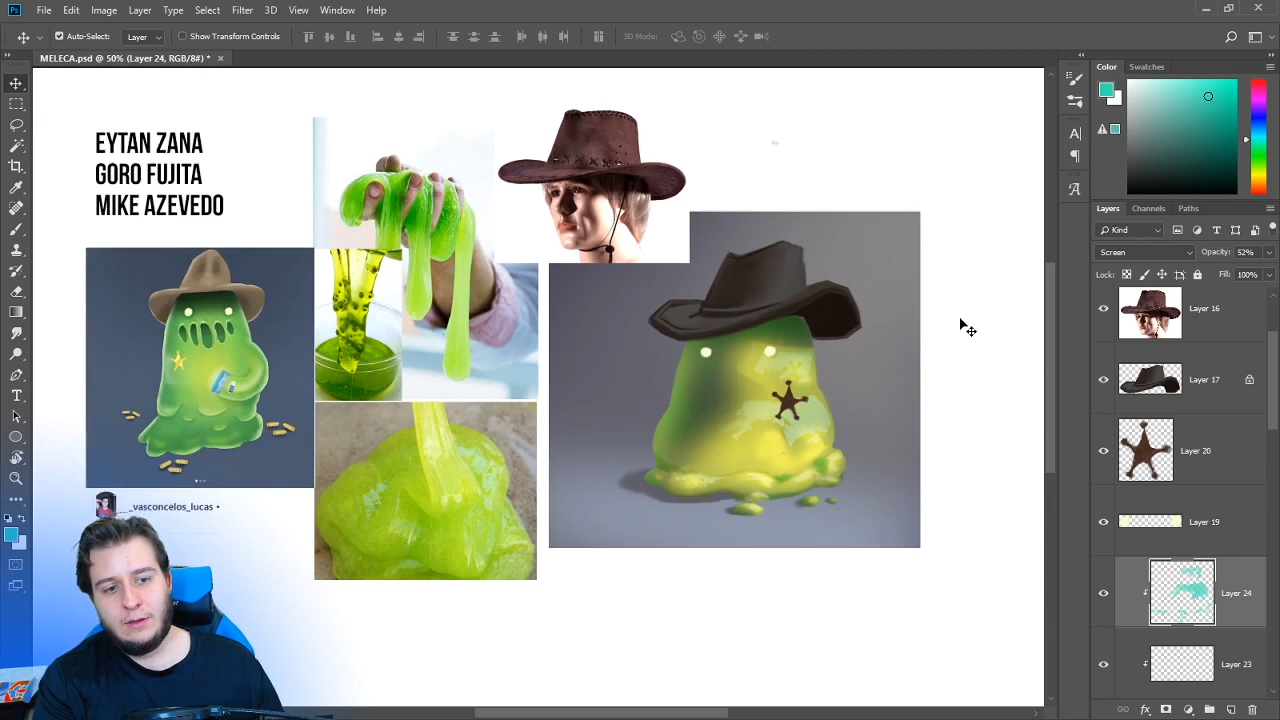 Ps File Edit Image Layer Type Select Filter 3D View Window Help
Auto-Select: Layer Show Transform Controls 3D Mode:
MELECA.psd @ 50% (Layer 24, RGB/8#) * ×
Color Swatches
EYTAN ZANA
GORO FUJITA
MIKE AZEVEDO
Layers Channels Paths
Kind
Screen Opacity: 52%
Lock: Fill: 100%
Layer 16
Layer 17
Layer 20
_vasconcelos_lucas •
Layer 19
Layer 24
Layer 23
fx